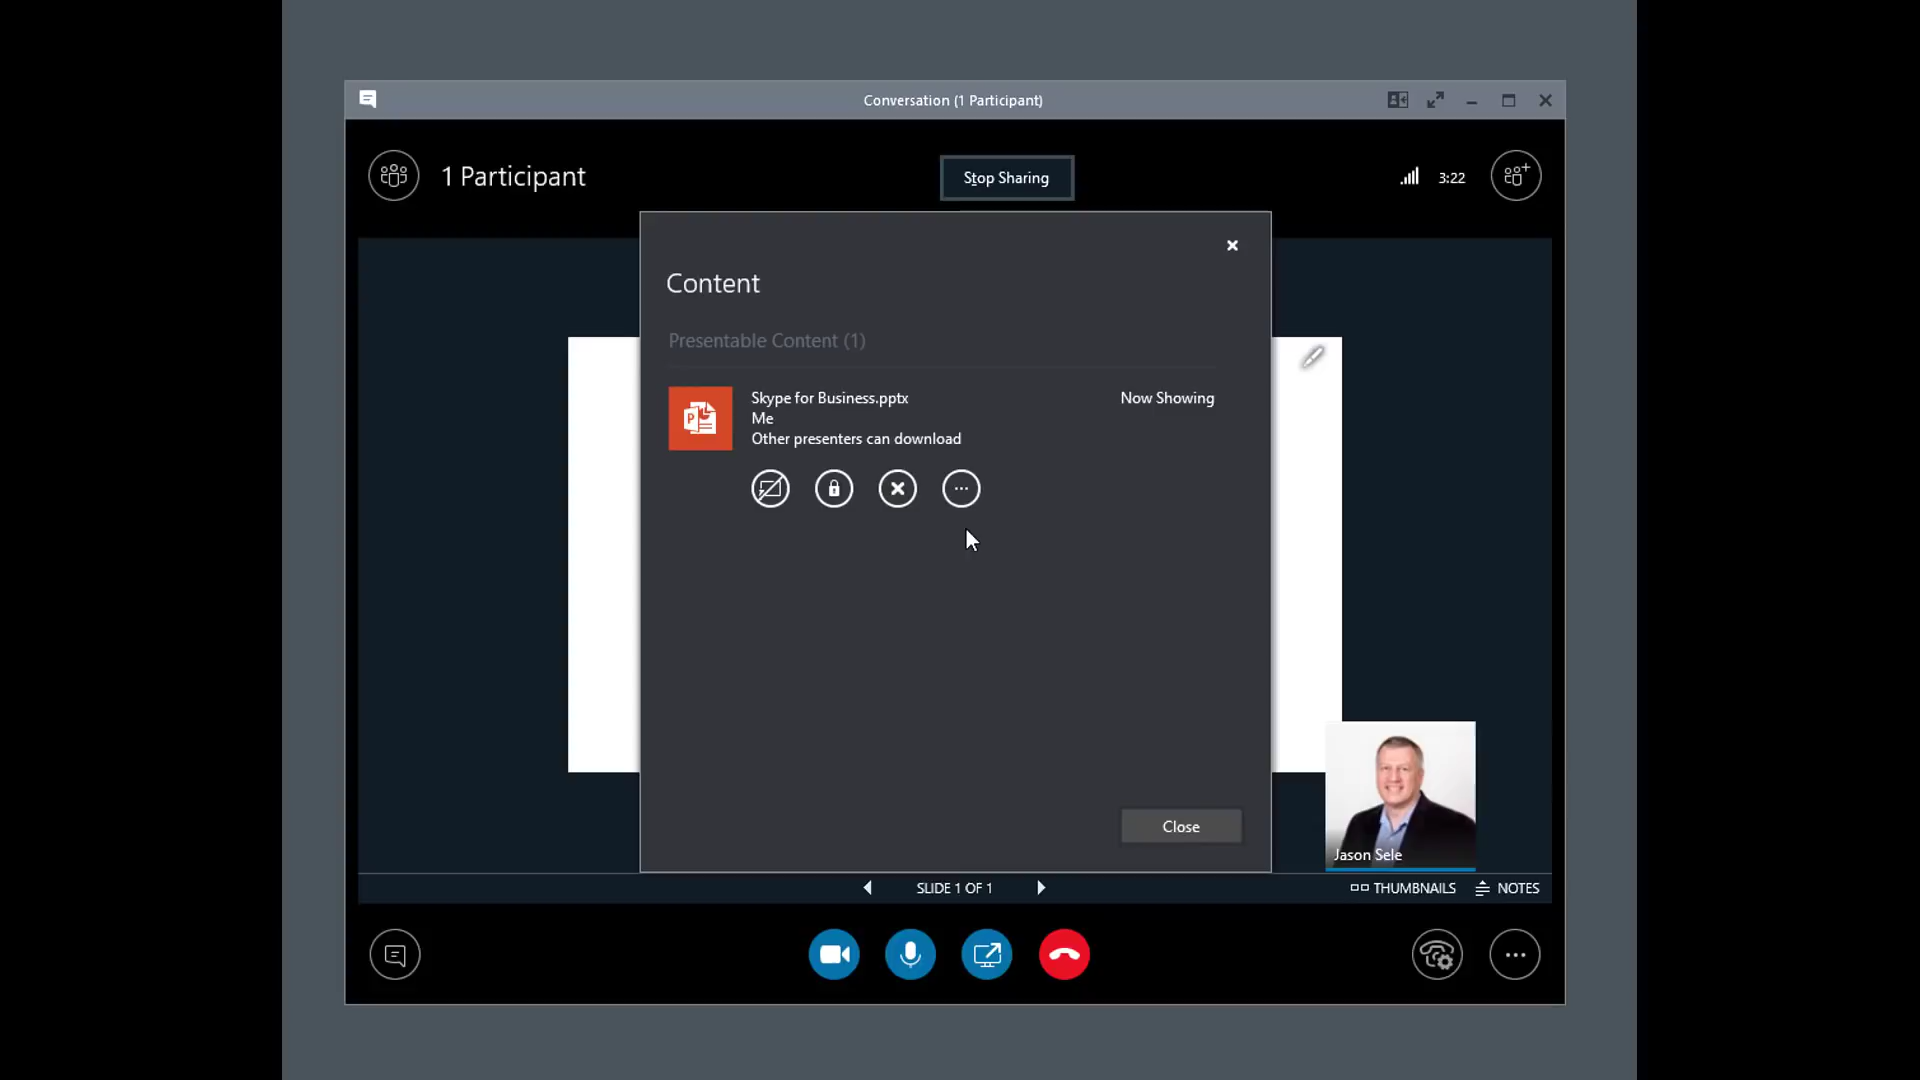 Conversation (1 Participant)
1 Participant
Stop Sharing
3:22
Content
Presentable Content (1)
Skype for Business.pptx
Now Showing
Me
Other presenters can download
Close
Jason Sele
SLIDE 1 OF 1
THUMBNAILS
NOTES